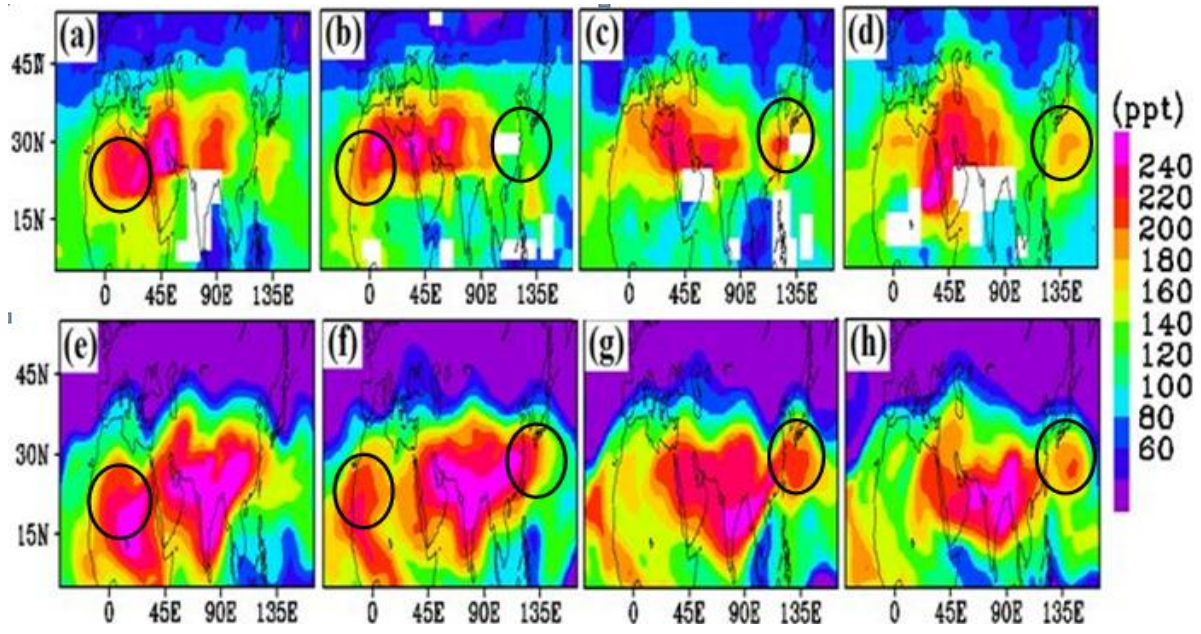 (a) (b) (c) (d)
(ppt)
45N
30N
15N
0 45E 90E 135E 0 45E 90E 135E 0 45E 90E 135E 0 45E 90E 135E
240
220
200
180
160
140
120
100
80
60
(e) (f) (g) (h)
45N
30N
15N
0 45E 90E 135E 0 45E 90E 135E 0 45E 90E 135E 0 45E 90E 135E